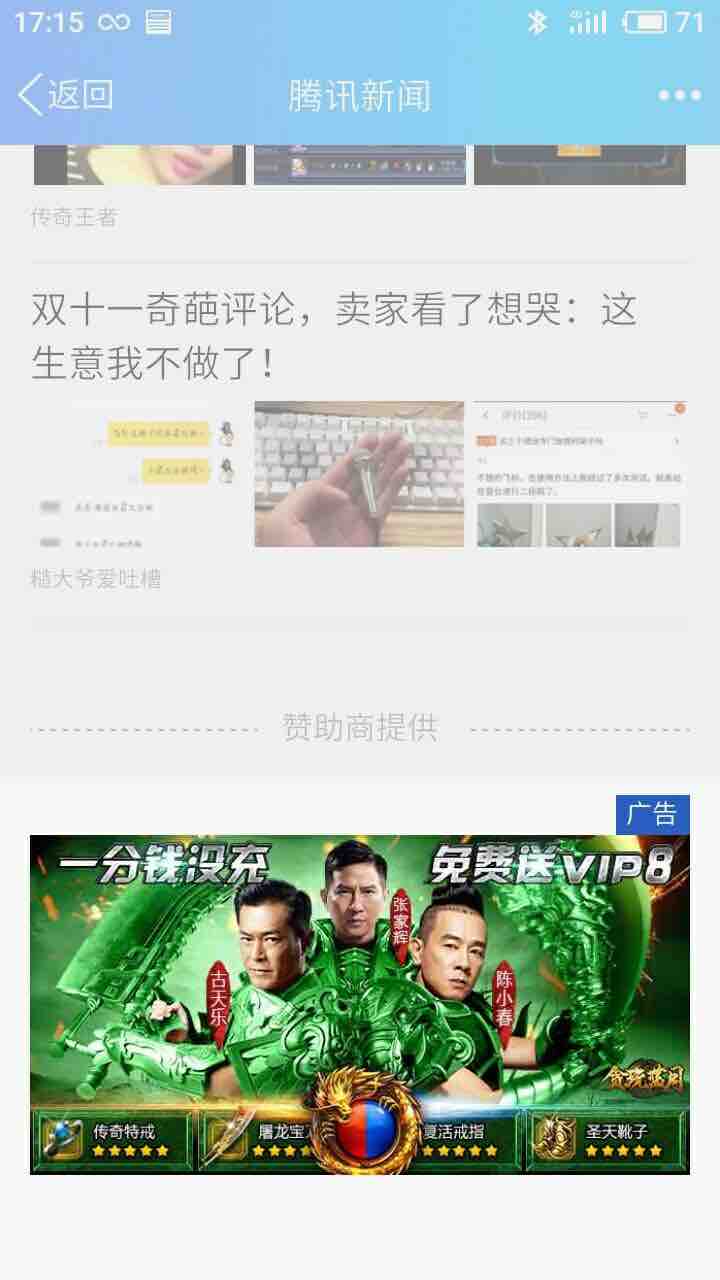 17:15
71
返回
腾讯新闻
传奇王者
双十一奇葩评论，卖家看了想哭：这
生意我不做了！
糙大爷爱吐槽
赞助商提供
广告
一分钱没充
免费送VIP8
张家辉
古天乐
陈小春
贪玩蓝月
传奇特戒
屠龙宝
复活戒指
圣天靴子